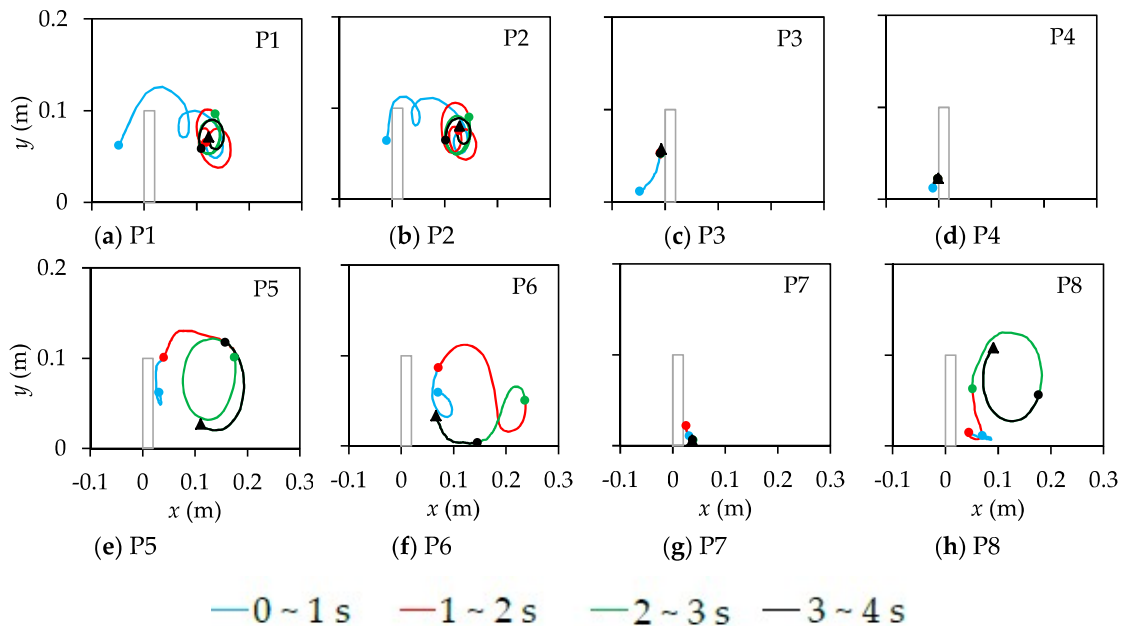 0.2
P1
P2
P3
P4
y (m)
0.1
0
(a) P1
(b) P2
(c) P3
(d) P4
0.2
P5
P6
P7
P8
y (m)
0.1
0
-0.1 0 0.1 0.2 0.3
-0.1 0 0.1 0.2 0.3
-0.1 0 0.1 0.2 0.3
-0.1 0 0.1 0.2 0.3
x (m)
x (m)
x (m)
x (m)
(e) P5
(f) P6
(g) P7
(h) P8
0 ~ 1 s
1 ~ 2 s
2 ~ 3 s
3 ~ 4 s